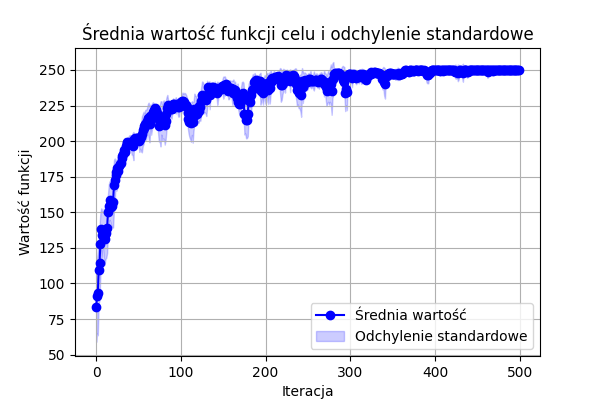 Średnia wartość funkcji celu i odchylenie standardowe
Wartość funkcji
250
225
200
175
150
125
100
75
50
0 100 200 300 400 500
Iteracja
Średnia wartość
Odchylenie standardowe